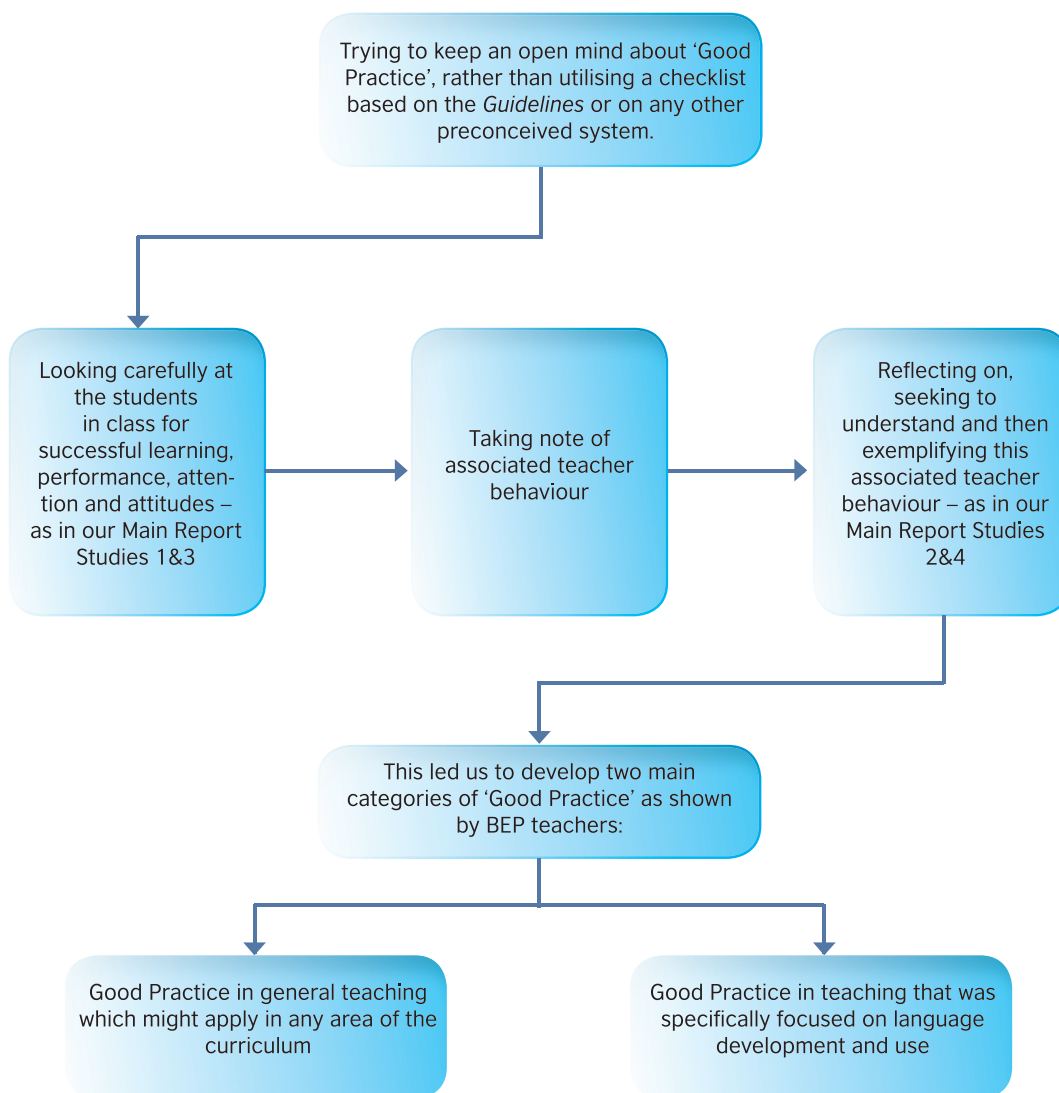 Trying to keep an open mind about ‘Good
Practice’, rather than utilising a checklist
based on the Guidelines or on any other
preconceived system.
Looking carefully at
the students
in class for
successful learning,
performance, atten-
tion and attitudes –
as in our Main Report
Studies 1&3
Taking note of
associated teacher
behaviour
Reflecting on,
seeking to
understand and then
exemplifying this
associated teacher
behaviour – as in our
Main Report Studies
2&4
This led us to develop two main
categories of ‘Good Practice’ as shown
by BEP teachers:
Good Practice in general teaching
which might apply in any area of the
curriculum
Good Practice in teaching that was
specifically focused on language
development and use